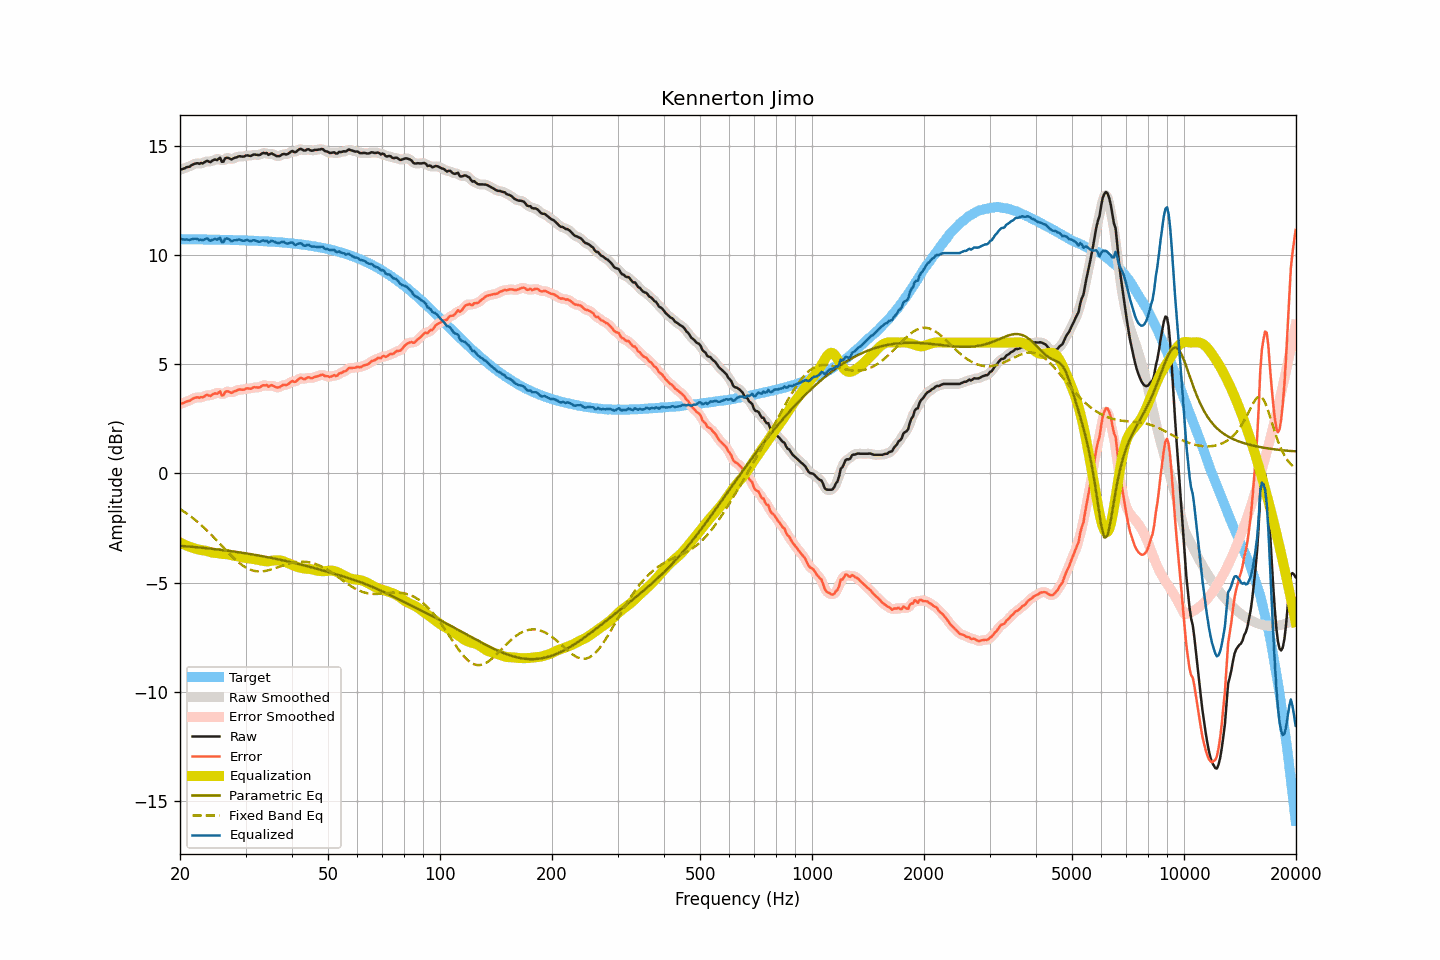 Kennerton Jimo
Amplitude (dBr)
15
10
5
0
−5
−10
−15
Target
Raw Smoothed
Error Smoothed
Raw
Error
Equalization
Parametric Eq
Fixed Band Eq
Equalized
20 50 100 200 500 1000 2000 5000 10000 20000
Frequency (Hz)